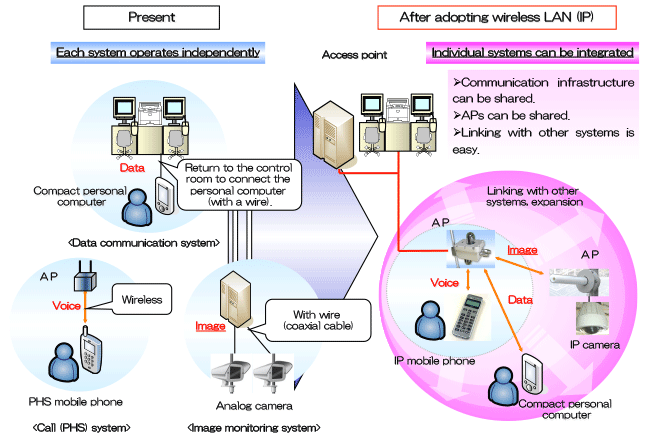 Present
After adopting wireless LAN (IP)
Each system operates independently
Access point
Individual systems can be integrated
➢Communication infrastructure
can be shared.
➢APs can be shared.
➢Linking with other systems is
easy.
Data
Return to the control
room to connect the
personal computer
(with a wire).
Compact personal
computer
<Data communication system>
AP
Voice
Wireless
PHS mobile phone
<Call (PHS) system>
Image
With wire
(coaxial cable)
Analog camera
<Image monitoring system>
Linking with other
systems, expansion
AP
Image
AP
Voice
Data
IP mobile phone
IP camera
Compact personal
computer